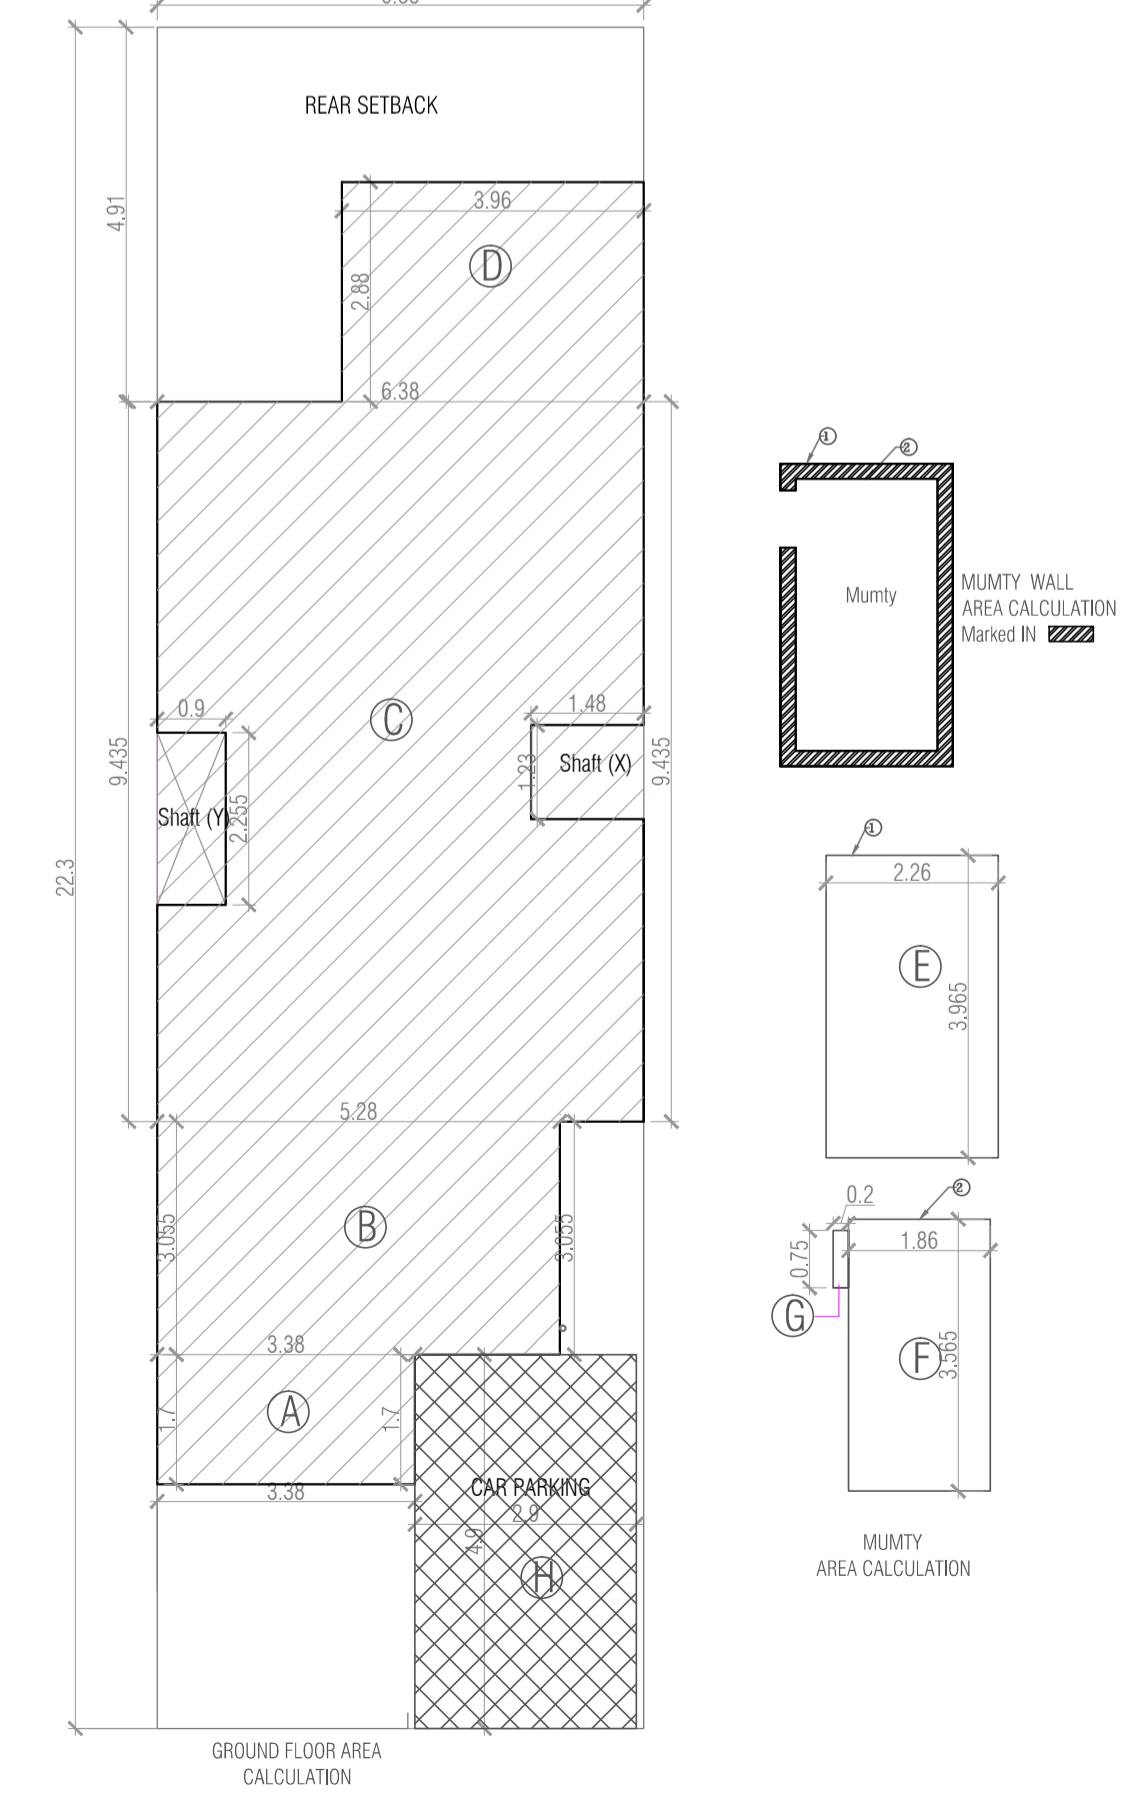 REAR SETBACK
3.96
4.91
D
2.88
6.38
1
2
Mumty
MUMTY WALL
AREA CALCULATION
Marked IN
0.9
C
1.48
9.435
1.23
Shaft (X)
9.435
Shaft (Y)
2.255
22.3
1
2.26
E
3.965
5.28
2
0.2
B
3.055
3.055
0.75
1.86
G
F
3.565
3.38
A
1.7
1.7
CAR PARKING
3.38
2.9
4.9
H
MUMTY
AREA CALCULATION
GROUND FLOOR AREA
CALCULATION